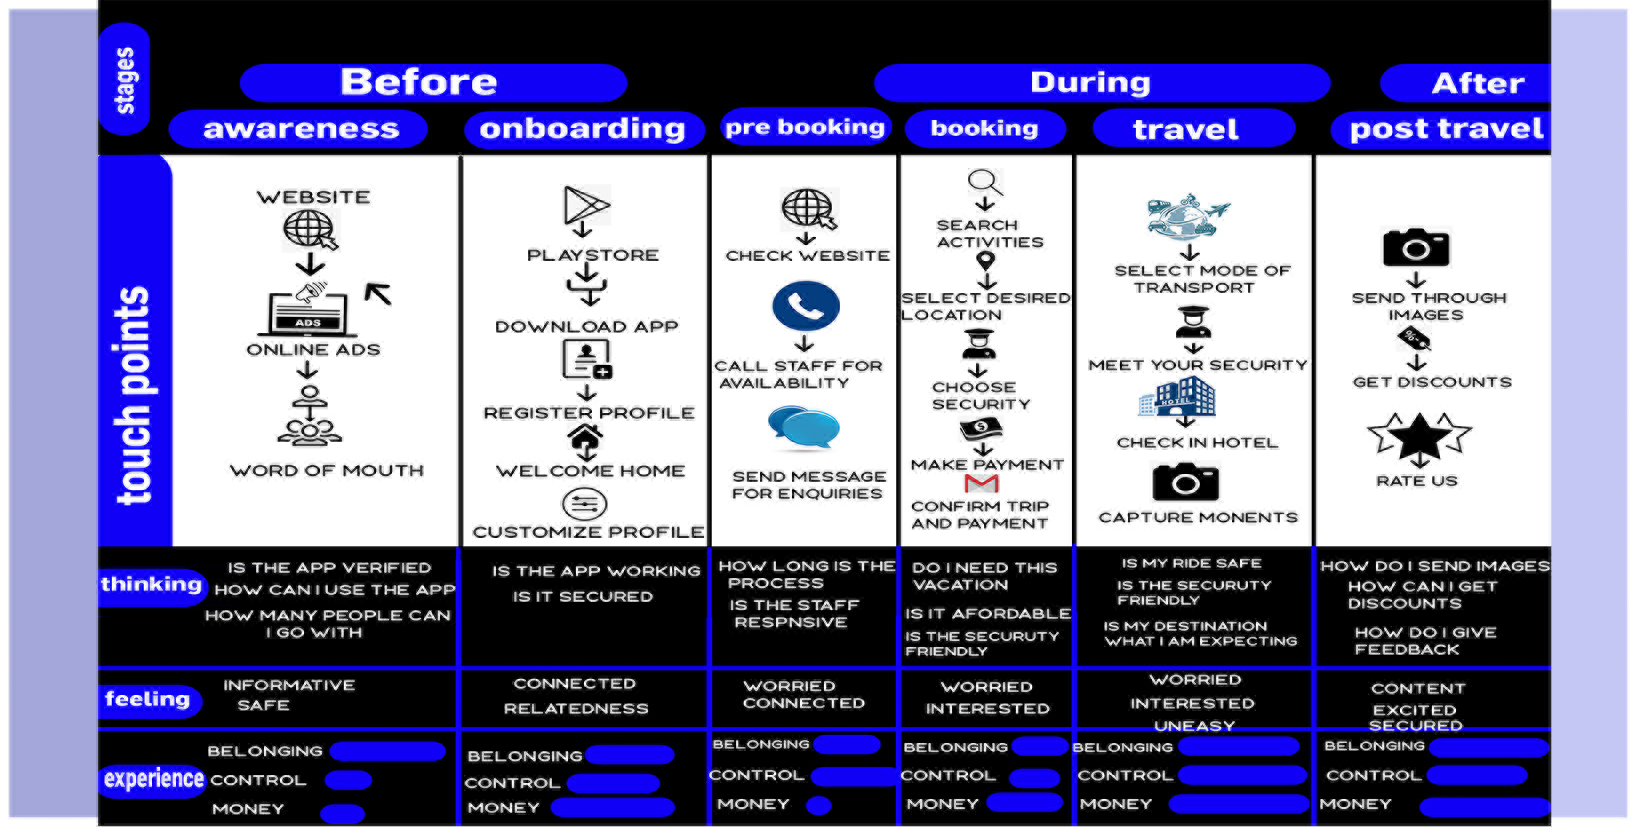 stages
Before
During
After
awareness
onboarding
pre booking
booking
travel
post travel
touch points
WEBSITE
ADS
ONLINE ADS
WORD OF MOUTH
PLAYSTORE
DOWNLOAD APP
REGISTER PROFILE
WELCOME HOME
CUSTOMIZE PROFILE
CHECK WEBSITE
CALL STAFF FOR
AVAILABILITY
SEND MESSAGE
FOR ENQUIRIES
SEARCH
ACTIVITIES
SELECT DESIRED
LOCATION
CHOOSE
SECURITY
MAKE PAYMENT
CONFIRM TRIP
AND PAYMENT
SELECT MODE OF
TRANSPORT
MEET YOUR SECURITY
HOTEL
CHECK IN HOTEL
CAPTURE MONENTS
SEND THROUGH
IMAGES
%
GET DISCOUNTS
RATE US
thinking
IS THE APP VERIFIED
HOW CAN I USE THE APP
HOW MANY PEOPLE CAN
I GO WITH
IS THE APP WORKING
IS IT SECURED
HOW LONG IS THE
PROCESS
IS THE STAFF
RESPNSIVE
DO I NEED THIS
VACATION
IS IT AFORDABLE
IS THE SECURUTY
FRIENDLY
IS MY RIDE SAFE
IS THE SECURUTY
FRIENDLY
IS MY DESTINATION
WHAT I AM EXPECTING
HOW DO I SEND IMAGES
HOW CAN I GET
DISCOUNTS
HOW DO I GIVE
FEEDBACK
feeling
INFORMATIVE
SAFE
CONNECTED
RELATEDNESS
WORRIED
CONNECTED
WORRIED
INTERESTED
WORRIED
INTERESTED
UNEASY
CONTENT
EXCITED
SECURED
experience
BELONGING
CONTROL
MONEY
BELONGING
CONTROL
MONEY
BELONGING
CONTROL
MONEY
BELONGING
CONTROL
MONEY
BELONGING
CONTROL
MONEY
BELONGING
CONTROL
MONEY